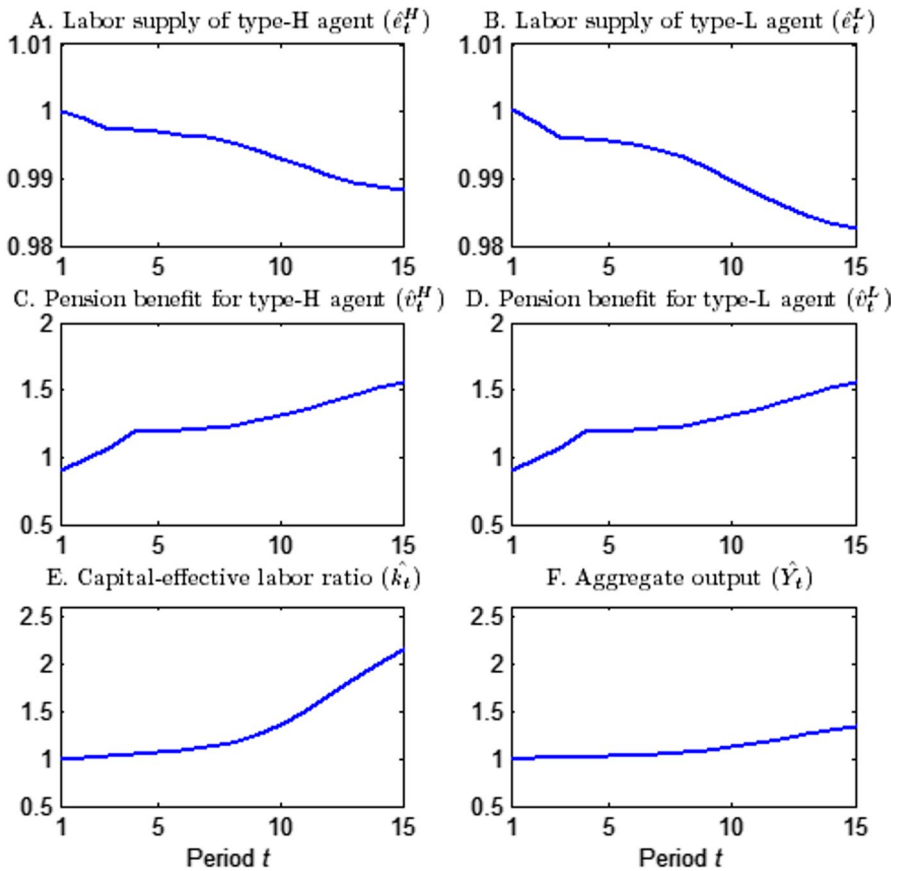 A. Labor supply of type-H agent (ê_t^H)
1.01
1
0.99
0.98
1 5 10 15
B. Labor supply of type-L agent (ê_t^L)
1.01
1
0.99
0.98
1 5 10 15
C. Pension benefit for type-H agent (v̂_t^H)
2
1.5
1
0.5
1 5 10 15
D. Pension benefit for type-L agent (v̂_t^L)
2
1.5
1
0.5
1 5 10 15
E. Capital-effective labor ratio (k̂_t)
2.5
2
1.5
1
0.5
1 5 10 15
Period t
F. Aggregate output (Ŷ_t)
2.5
2
1.5
1
0.5
1 5 10 15
Period t